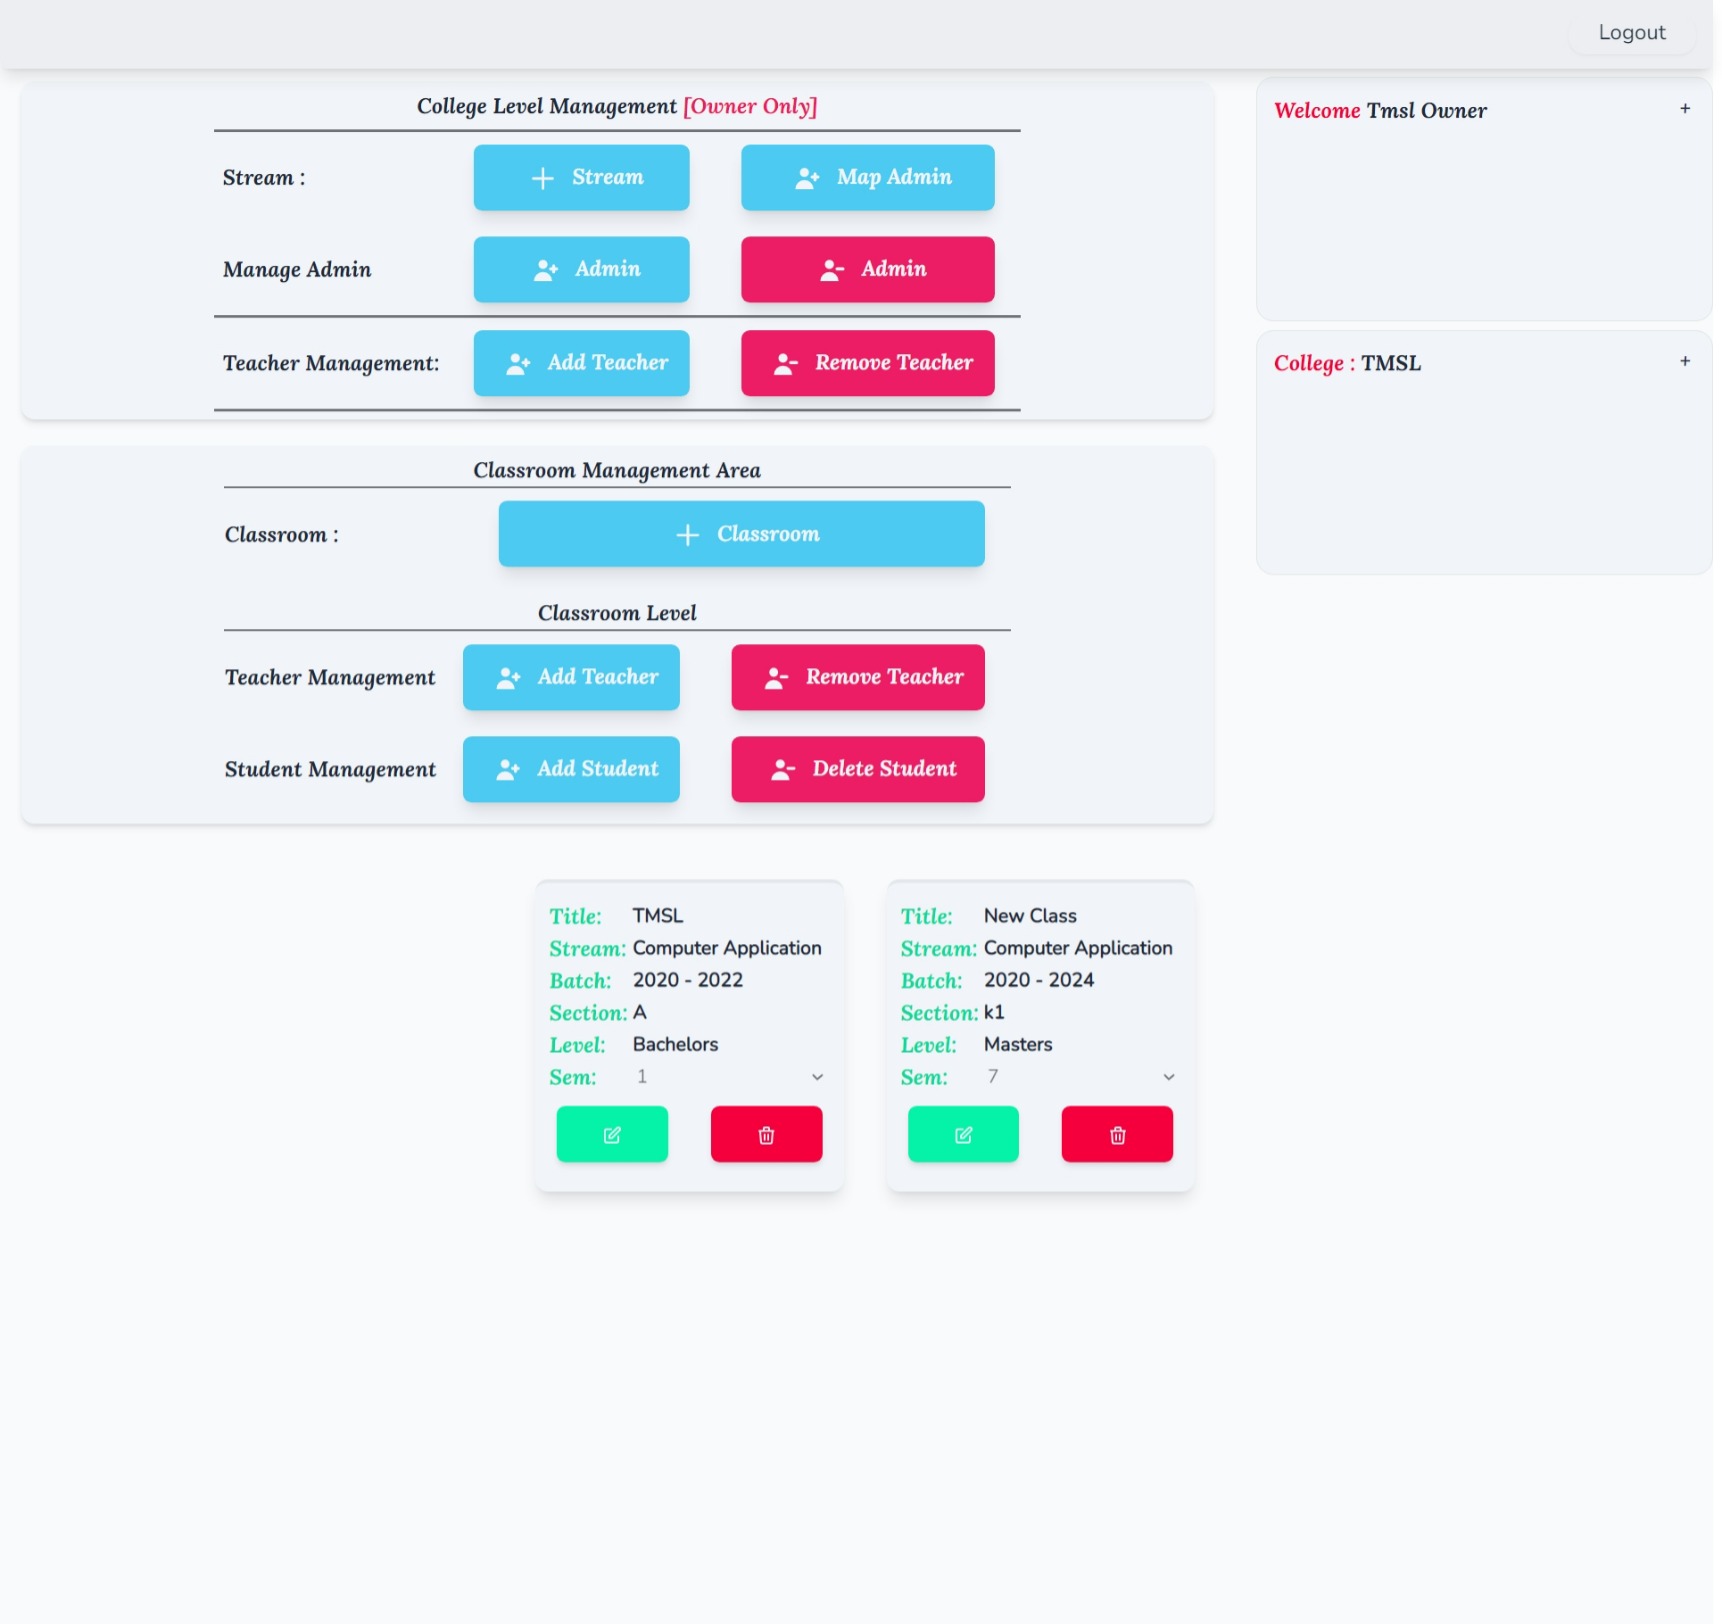 Logout
College Level Management [Owner Only]
Stream :
Stream
Map Admin
Manage Admin
Admin
Admin
Teacher Management:
Add Teacher
Remove Teacher
Welcome Tmsl Owner +
College : TMSL +
Classroom Management Area
Classroom :
Classroom
Classroom Level
Teacher Management
Add Teacher
Remove Teacher
Student Management
Add Student
Delete Student
Title: TMSL
Stream: Computer Application
Batch: 2020 - 2022
Section: A
Level: Bachelors
Sem: 1
Title: New Class
Stream: Computer Application
Batch: 2020 - 2024
Section: k1
Level: Masters
Sem: 7